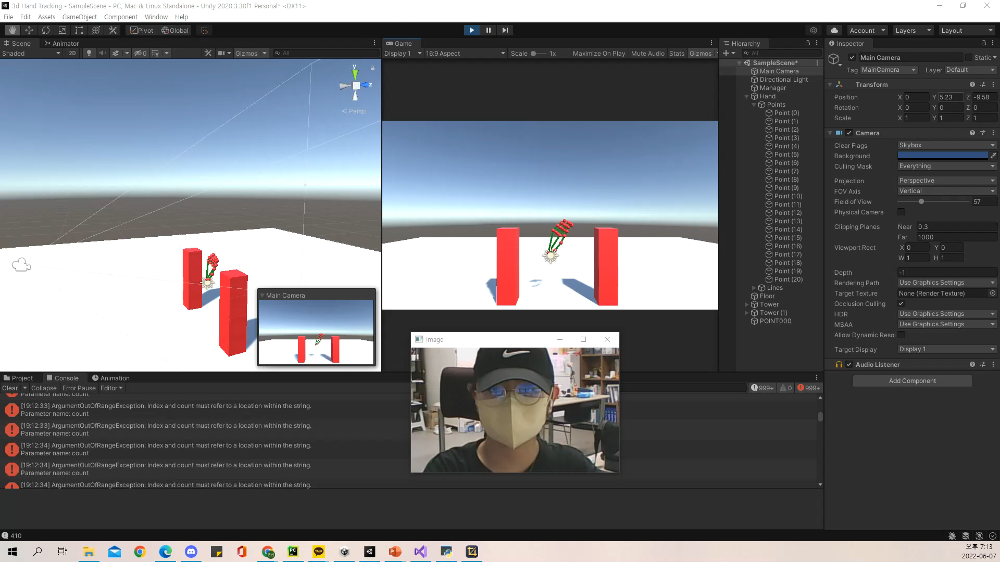 3d Hand Tracking - SampleScene - PC, Mac & Linux Standalone - Unity 2020.3.30f1 Personal* <DX11>
File Edit Assets GameObject Component Window Help
Pivot Global Account Layers Layout
Scene Animator
Shaded 2D 0 Gizmos All
y
z
Persp
Main Camera
Game
Display 1 16:9 Aspect Scale 1x Maximize On Play Mute Audio Stats Gizmos
Image
Hierarchy
All
SampleScene*
Main Camera
Directional Light
Manager
Hand
Points
Point (0)
Point (1)
Point (2)
Point (3)
Point (4)
Point (5)
Point (6)
Point (7)
Point (8)
Point (9)
Point (10)
Point (11)
Point (12)
Point (13)
Point (14)
Point (15)
Point (16)
Point (17)
Point (18)
Point (19)
Point (20)
Lines
Floor
Tower
Tower (1)
POINT000
Inspector
Main Camera Static
Tag MainCamera Layer Default
Transform
Position X 0 Y 5.23 Z -9.58
Rotation X 0 Y 0 Z 0
Scale X 1 Y 1 Z 1
Camera
Clear Flags Skybox
Background
Culling Mask Everything
Projection Perspective
FOV Axis Vertical
Field of View 57
Physical Camera
Clipping Planes Near 0.3
Far 1000
Viewport Rect X 0 Y 0
W 1 H 1
Depth -1
Rendering Path Use Graphics Settings
Target Texture None (Render Texture)
Occlusion Culling
HDR Use Graphics Settings
MSAA Use Graphics Settings
Allow Dynamic Resol
Target Display Display 1
Audio Listener
Add Component
Project Console Animation
Clear Collapse Error Pause Editor 999+ 0 999+
Parameter name: count
[19:12:33] ArgumentOutOfRangeException: Index and count must refer to a location within the string.
Parameter name: count
[19:12:33] ArgumentOutOfRangeException: Index and count must refer to a location within the string.
Parameter name: count
[19:12:34] ArgumentOutOfRangeException: Index and count must refer to a location within the string.
Parameter name: count
[19:12:34] ArgumentOutOfRangeException: Index and count must refer to a location within the string.
Parameter name: count
[19:12:34] ArgumentOutOfRangeException: Index and count must refer to a location within the string.
410
PC TALK
오후 7:13
2022-06-07